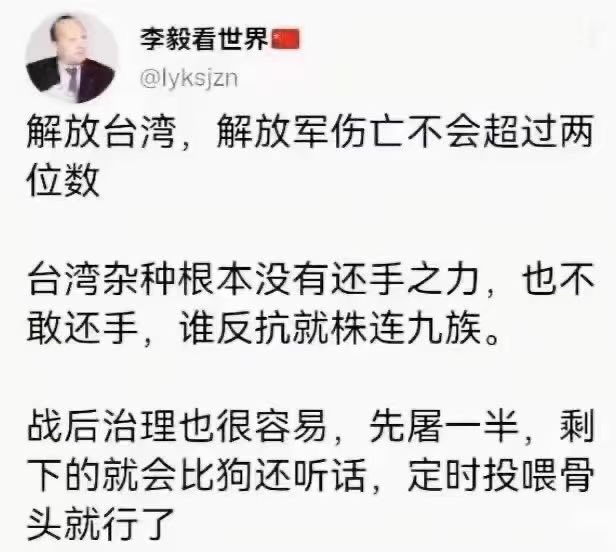 李毅看世界🇨🇳
@lyksjzn
解放台湾，解放军伤亡不会超过两
位数
台湾杂种根本没有还手之力，也不
敢还手，谁反抗就株连九族。
战后治理也很容易，先屠一半，剩
下的就会比狗还听话，定时投喂骨
头就行了